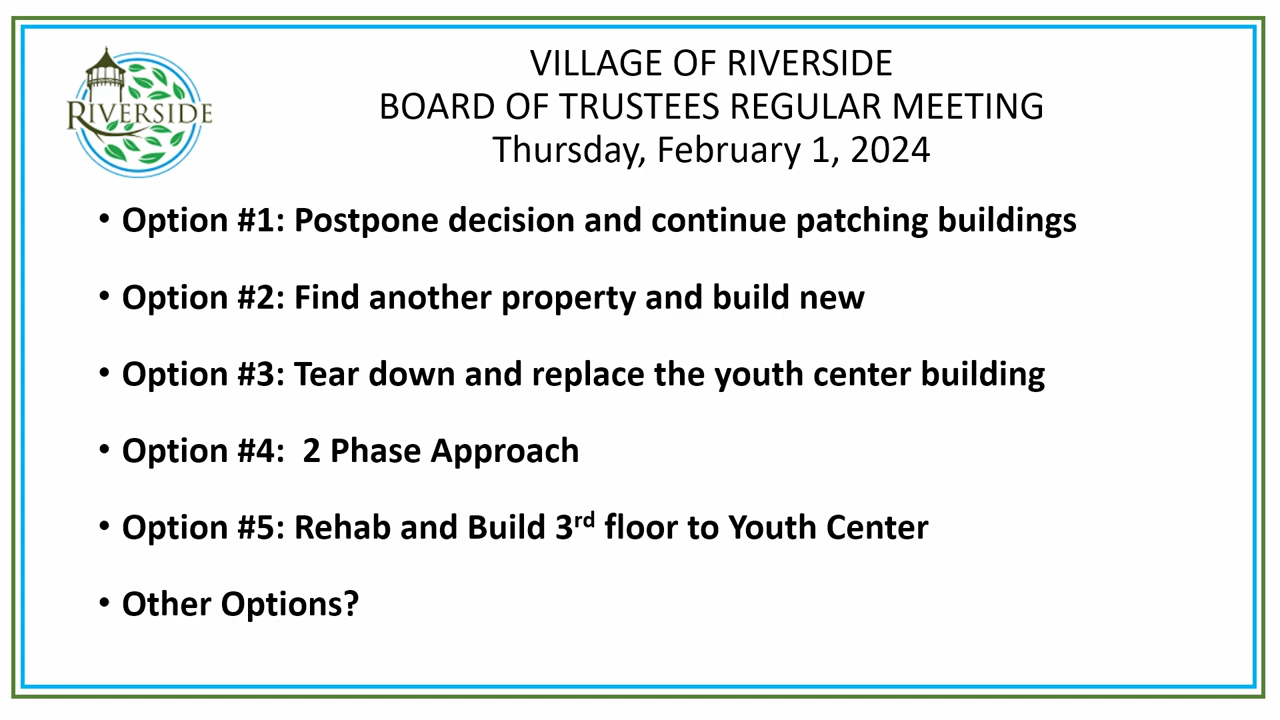 RIVERSIDE
VILLAGE OF RIVERSIDE
BOARD OF TRUSTEES REGULAR MEETING
Thursday, February 1, 2024
• Option #1: Postpone decision and continue patching buildings
• Option #2: Find another property and build new
• Option #3: Tear down and replace the youth center building
• Option #4:  2 Phase Approach
• Option #5: Rehab and Build 3rd floor to Youth Center
• Other Options?